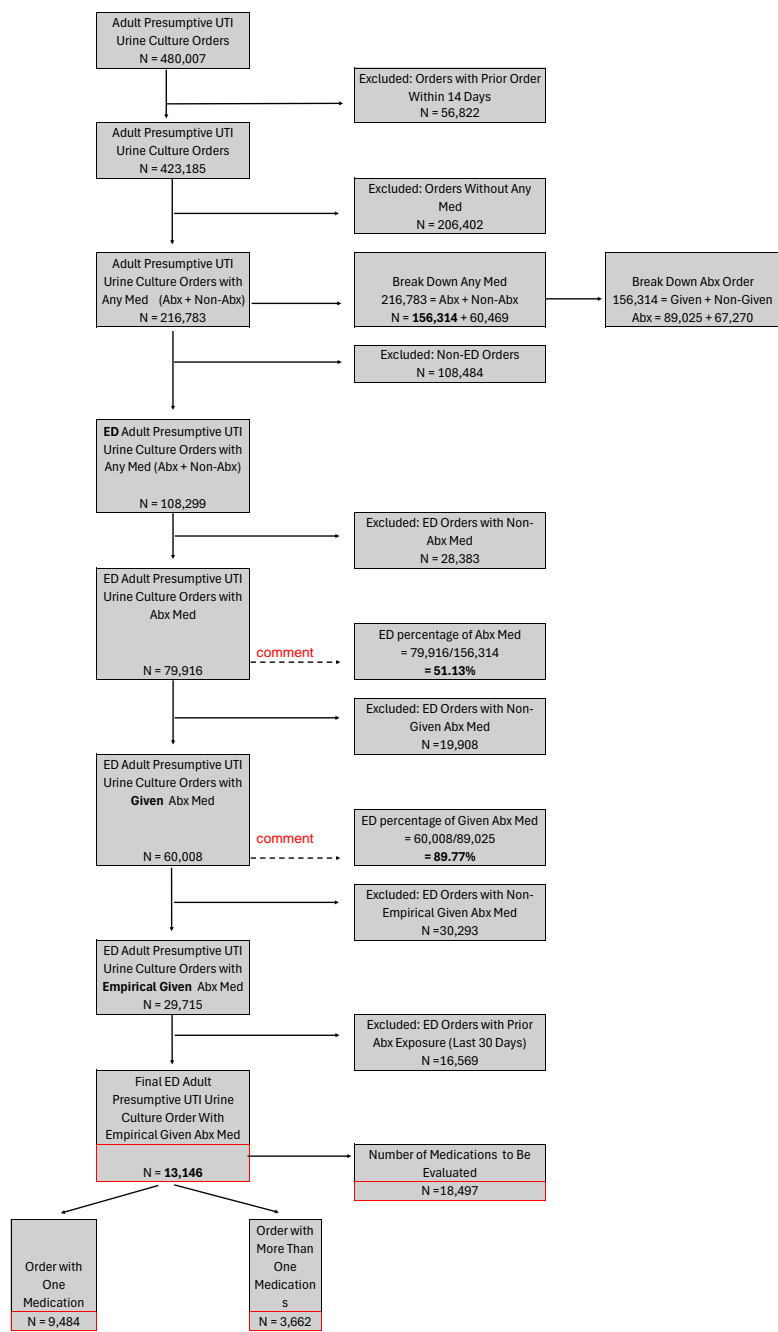 Adult Presumptive UTI
Urine Culture Orders
N = 480,007
Excluded: Orders with Prior Order
Within 14 Days
N = 56,822
Adult Presumptive UTI
Urine Culture Orders
N = 423,185
Excluded: Orders Without Any
Med
N = 206,402
Adult Presumptive UTI
Urine Culture Orders with
Any Med (Abx + Non-Abx)
N = 216,783
Break Down Any Med
216,783 = Abx + Non-Abx
N = 156,314 + 60,469
Break Down Abx Order
156,314 = Given + Non-Given
Abx = 89,025 + 67,270
Excluded: Non-ED Orders
N = 108,484
ED Adult Presumptive UTI
Urine Culture Orders with
Any Med (Abx + Non-Abx)
N = 108,299
Excluded: ED Orders with Non-
Abx Med
N = 28,383
ED Adult Presumptive UTI
Urine Culture Orders with
Abx Med
N = 79,916
comment
ED percentage of Abx Med
= 79,916/156,314
= 51.13%
Excluded: ED Orders with Non-
Given Abx Med
N =19,908
ED Adult Presumptive UTI
Urine Culture Orders with
Given Abx Med
N = 60,008
comment
ED percentage of Given Abx Med
= 60,008/89,025
= 89.77%
Excluded: ED Orders with Non-
Empirical Given Abx Med
N =30,293
ED Adult Presumptive UTI
Urine Culture Orders with
Empirical Given Abx Med
N = 29,715
Excluded: ED Orders with Prior
Abx Exposure (Last 30 Days)
N =16,569
Final ED Adult
Presumptive UTI Urine
Culture Order With
Empirical Given Abx Med
N = 13,146
Number of Medications to Be
Evaluated
N =18,497
Order with
One
Medication
N = 9,484
Order with
More Than
One
Medication
s
N = 3,662